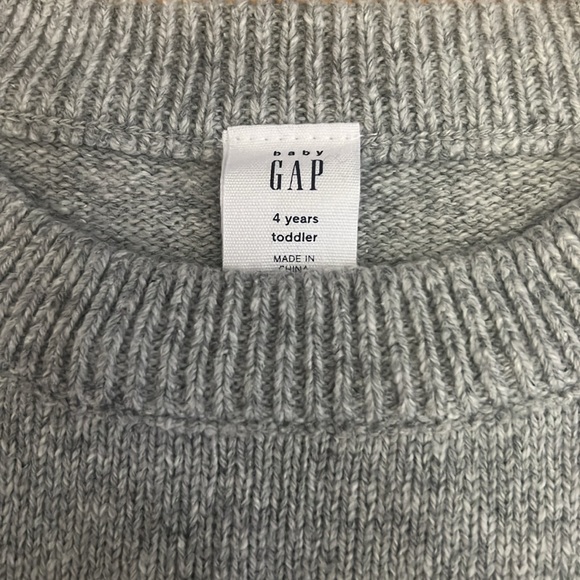 baby
GAP
4 years
toddler
MADE IN
CHINA